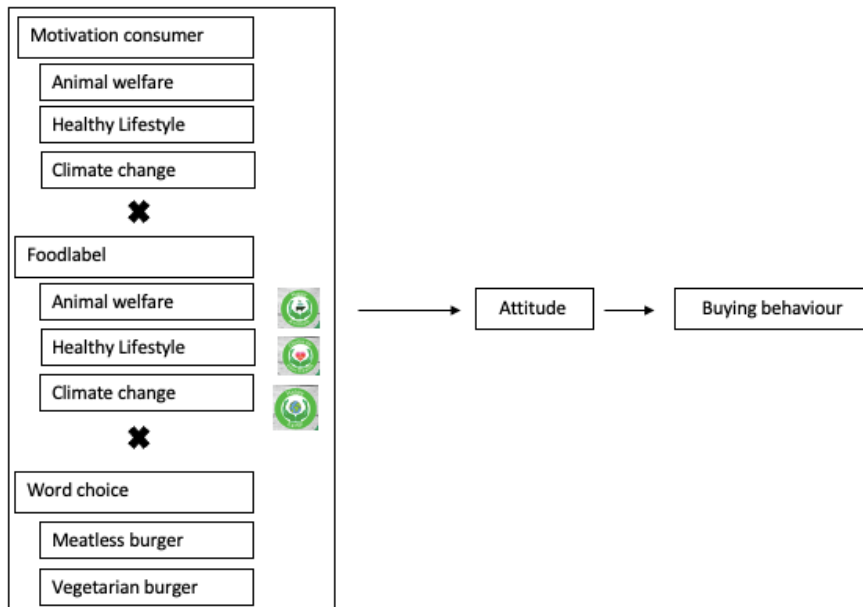 Motivation consumer
Animal welfare
Healthy Lifestyle
Climate change
Foodlabel
Animal welfare
Healthy Lifestyle
Climate change
Word choice
Meatless burger
Vegetarian burger
Attitude
Buying behaviour